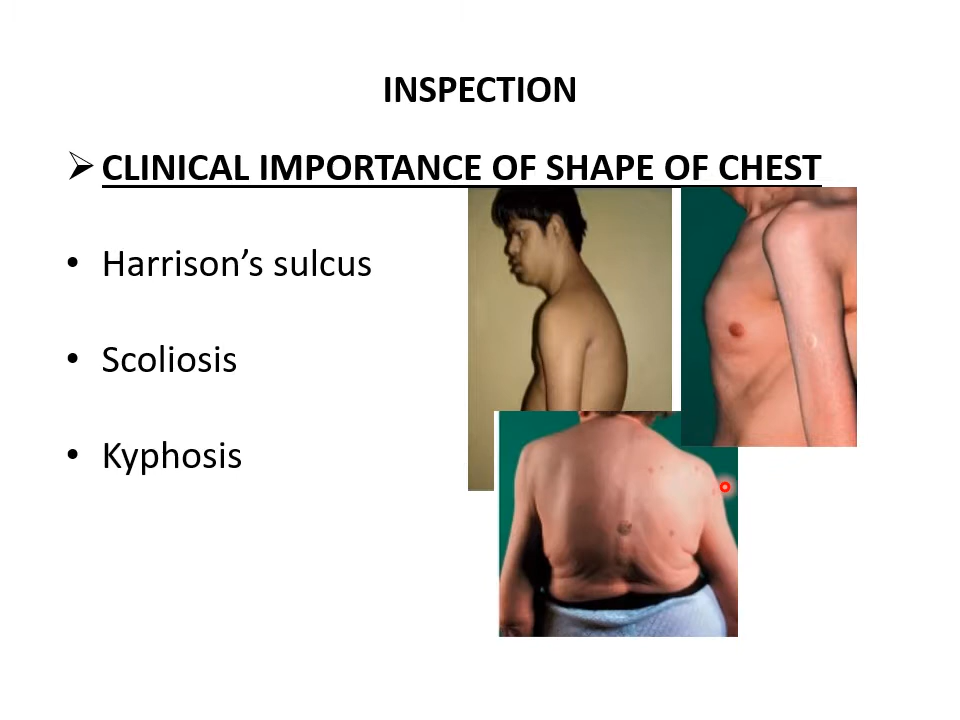 INSPECTION
➢ CLINICAL IMPORTANCE OF SHAPE OF CHEST
• Harrison’s sulcus
• Scoliosis
• Kyphosis